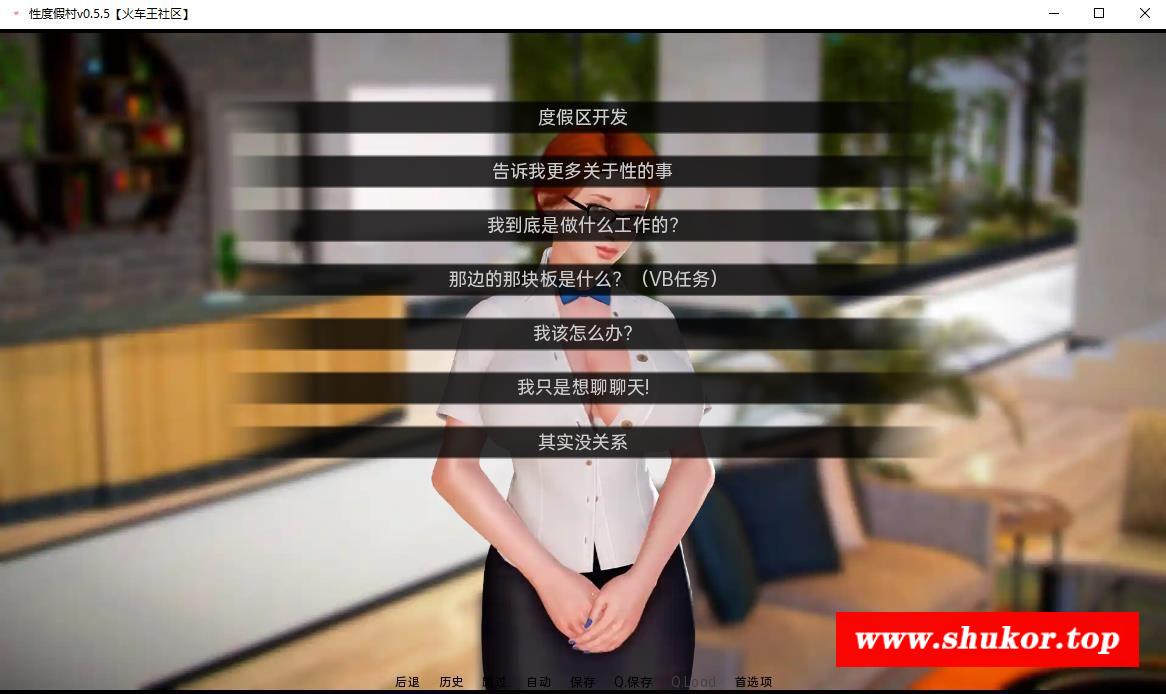 性度假村v0.5.5【火车王社区】
度假区开发
告诉我更多关于性的事
我到底是做什么工作的?
那边的那块板是什么? (VB任务)
我该怎么办?
我只是想聊聊天!
其实没关系
www.shukor.top
后退 历史 跳过 自动 保存 Q.保存 Q.Load 首选项